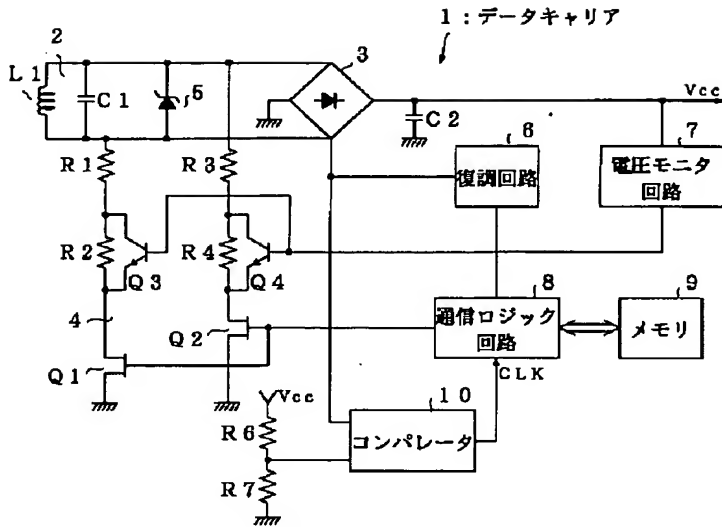 1：データキャリア
2
3
L1
C1
5
Vcc
C2
6
7
R1
R3
復調回路
電圧モニタ
回路
R2
R4
Q3
Q4
8
9
4
Q2
通信ロジック
回路
メモリ
Q1
CLK
Vcc
10
R6
コンパレータ
R7